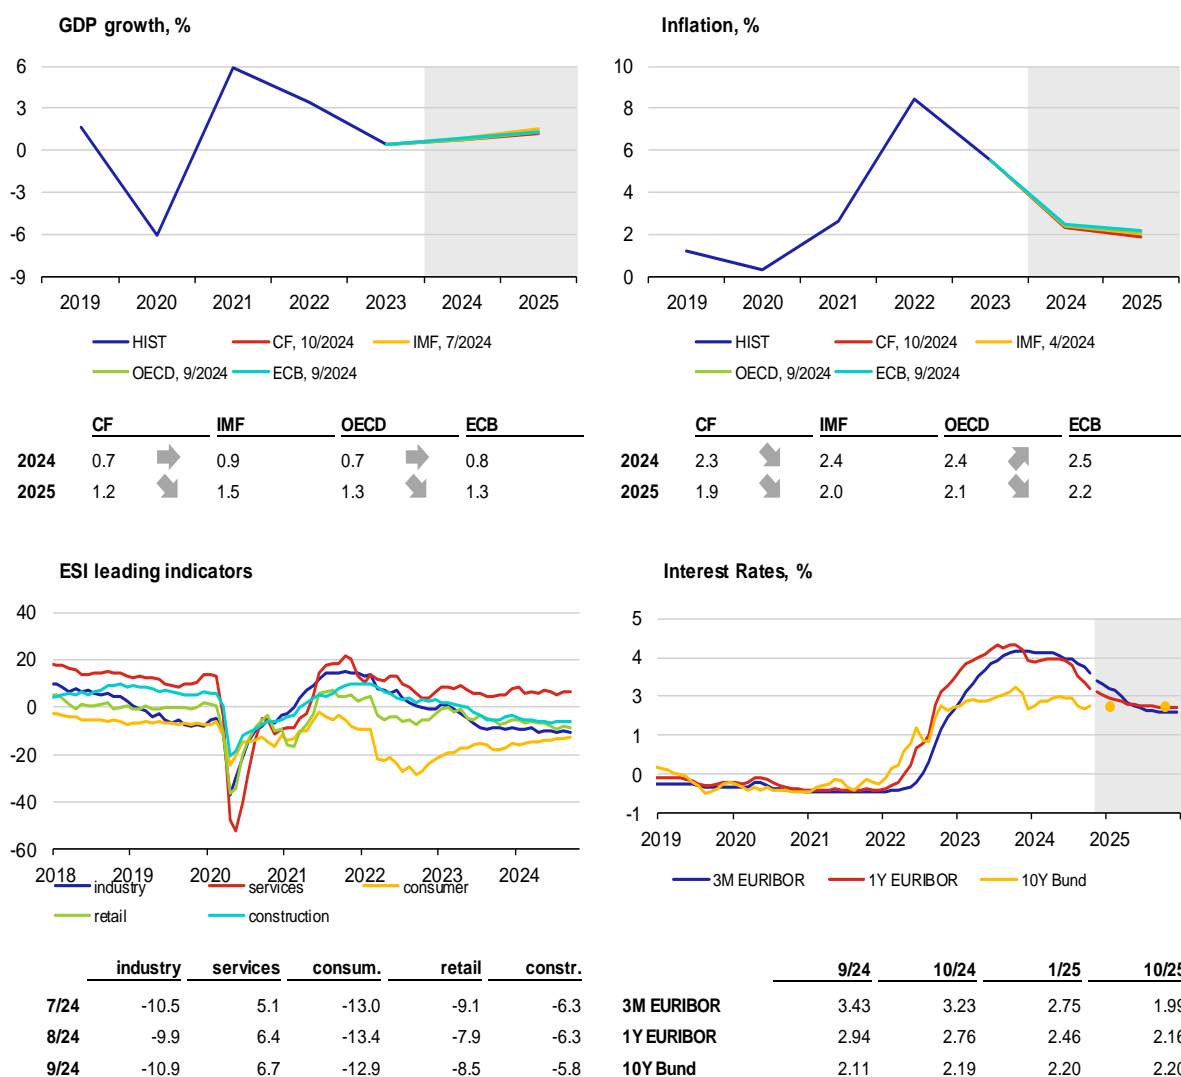 GDP growth, %
6
3
0
-3
-6
-9
2019 2020 2021 2022 2023 2024 2025
HIST CF, 10/2024 IMF, 7/2024
OECD, 9/2024 ECB, 9/2024
CF IMF OECD ECB
2024 0.7 0.9 0.7 0.8
2025 1.2 1.5 1.3 1.3
Inflation, %
10
8
6
4
2
0
2019 2020 2021 2022 2023 2024 2025
HIST CF, 10/2024 IMF, 4/2024
OECD, 9/2024 ECB, 9/2024
CF IMF OECD ECB
2024 2.3 2.4 2.4 2.5
2025 1.9 2.0 2.1 2.2
ESI leading indicators
40
20
0
-20
-40
-60
2018 2019 2020 2021 2022 2023 2024
industry services consumer
retail construction
industry services consum. retail constr.
7/24 -10.5 5.1 -13.0 -9.1 -6.3
8/24 -9.9 6.4 -13.4 -7.9 -6.3
9/24 -10.9 6.7 -12.9 -8.5 -5.8
Interest Rates, %
5
4
3
1
0
-1
2019 2020 2021 2022 2023 2024 2025
3M EURIBOR 1Y EURIBOR 10Y Bund
9/24 10/24 1/25 10/25
3M EURIBOR 3.43 3.23 2.75 1.99
1Y EURIBOR 2.94 2.76 2.46 2.16
10Y Bund 2.11 2.19 2.20 2.20